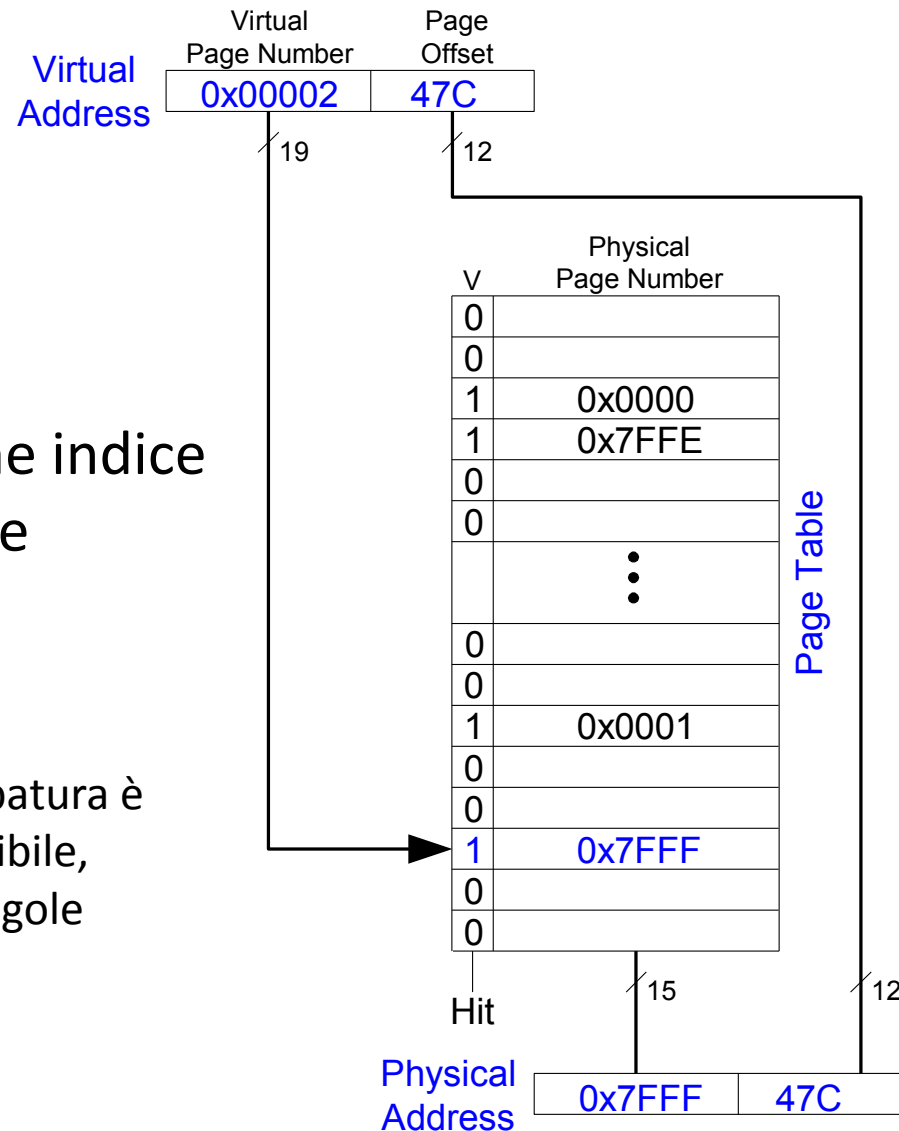 Virtual Page
Page Number Offset
Virtual
Address
0x00002 47C
19 12
Physical
V Page Number
0
0
1 0x0000
1 0x7FFE
0
0
0
0
1 0x0001
0
0
1 0x7FFF
0
0
Page Table
indice
e
è
Hit
15 12
Physical
Address
0x7FFF 47C